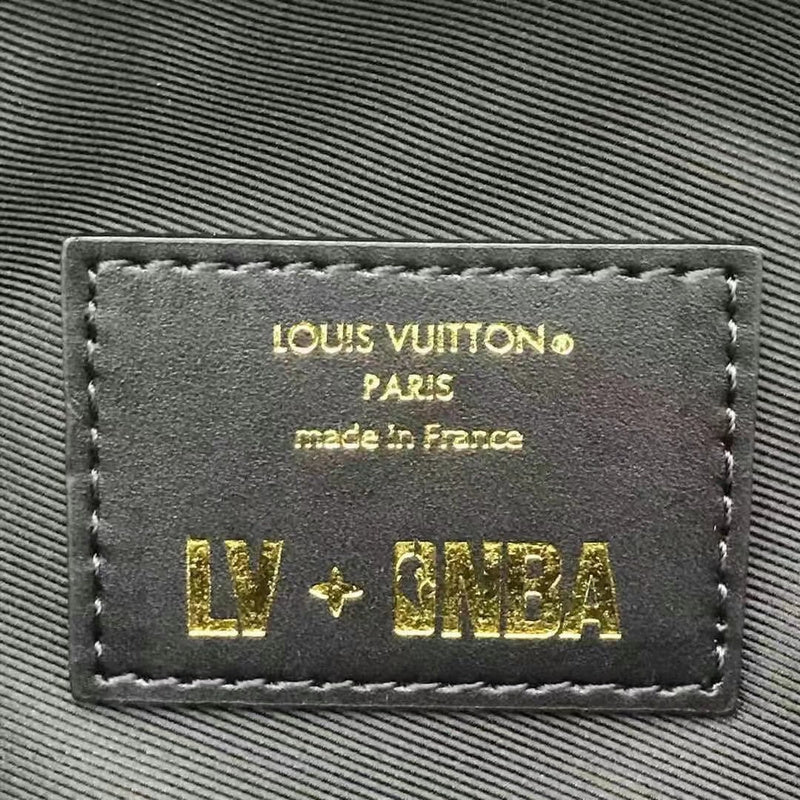 LOUIS VUITTON®
PARIS
made in France
LV + NBA